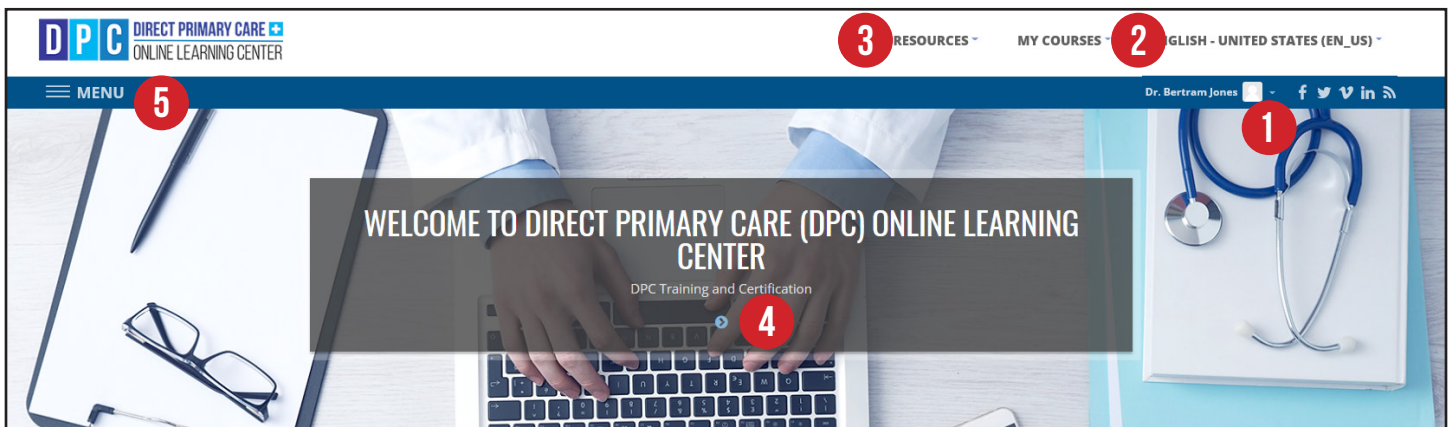 DPC DIRECT PRIMARY CARE
ONLINE LEARNING CENTER
3 RESOURCES
MY COURSES
2 GLISH - UNITED STATES (EN_US)
MENU
5
Dr. Bertram Jones
1
WELCOME TO DIRECT PRIMARY CARE (DPC) ONLINE LEARNING
CENTER
DPC Training and Certification
4